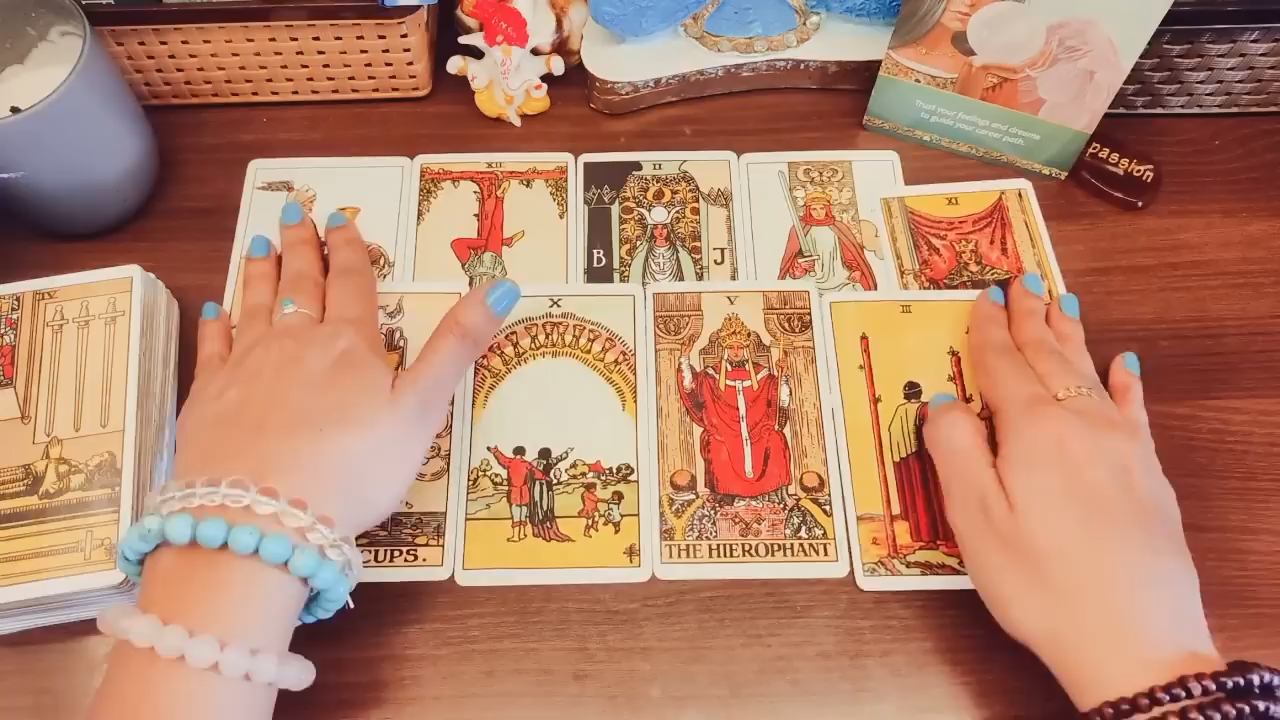 XII
II
B
J
XI
Trust your feelings and dreams
to guide your career path.
passion
IV
X
V
III
CUPS.
THE HIEROPHANT